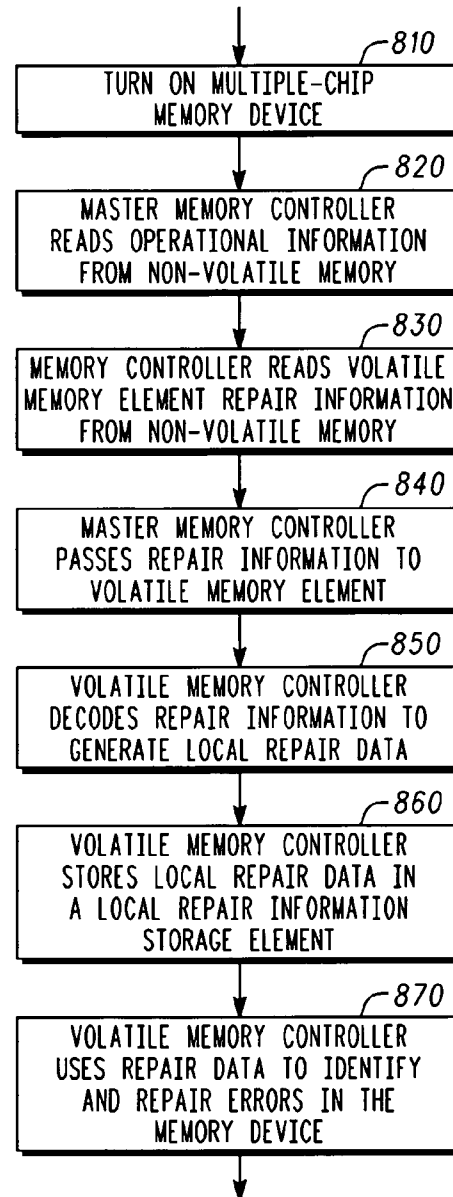 810
TURN ON MULTIPLE-CHIP
MEMORY DEVICE
820
MASTER MEMORY CONTROLLER
READS OPERATIONAL INFORMATION
FROM NON-VOLATILE MEMORY
830
MEMORY CONTROLLER READS VOLATILE
MEMORY ELEMENT REPAIR INFORMATION
FROM NON-VOLATILE MEMORY
840
MASTER MEMORY CONTROLLER
PASSES REPAIR INFORMATION TO
VOLATILE MEMORY ELEMENT
850
VOLATILE MEMORY CONTROLLER
DECODES REPAIR INFORMATION TO
GENERATE LOCAL REPAIR DATA
860
VOLATILE MEMORY CONTROLLER
STORES LOCAL REPAIR DATA IN
A LOCAL REPAIR INFORMATION
STORAGE ELEMENT
870
VOLATILE MEMORY CONTROLLER
USES REPAIR DATA TO IDENTIFY
AND REPAIR ERRORS IN THE
MEMORY DEVICE